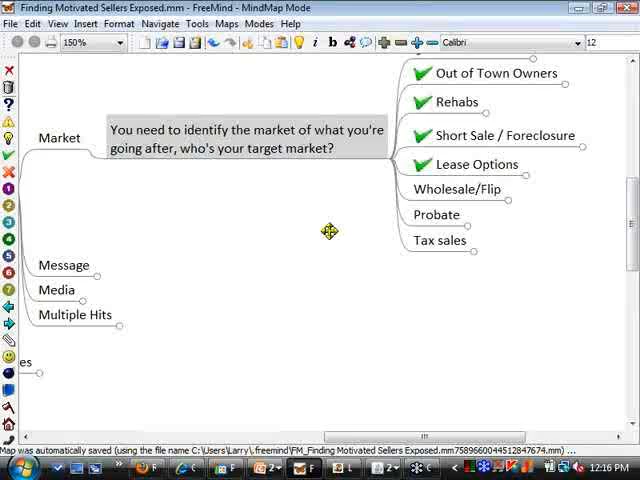 Finding Motivated Sellers Exposed.mm - FreeMind - MindMap Mode
File Edit View Insert Format Navigate Tools Maps Modes Help
150%
Calibri
12
Out of Town Owners
Rehabs
Short Sale / Foreclosure
Lease Options
Wholesale/Flip
Probate
Tax sales
Market
You need to identify the market of what you're
going after, who's your target market?
Message
Media
Multiple Hits
es
Map was automatically saved (using the file name C:\Users\Larry\.freemind\FM_Finding Motivated Sellers Exposed.mm7589660044512847674.mm) ...
F C F 2 F L 2 C 12:16 PM